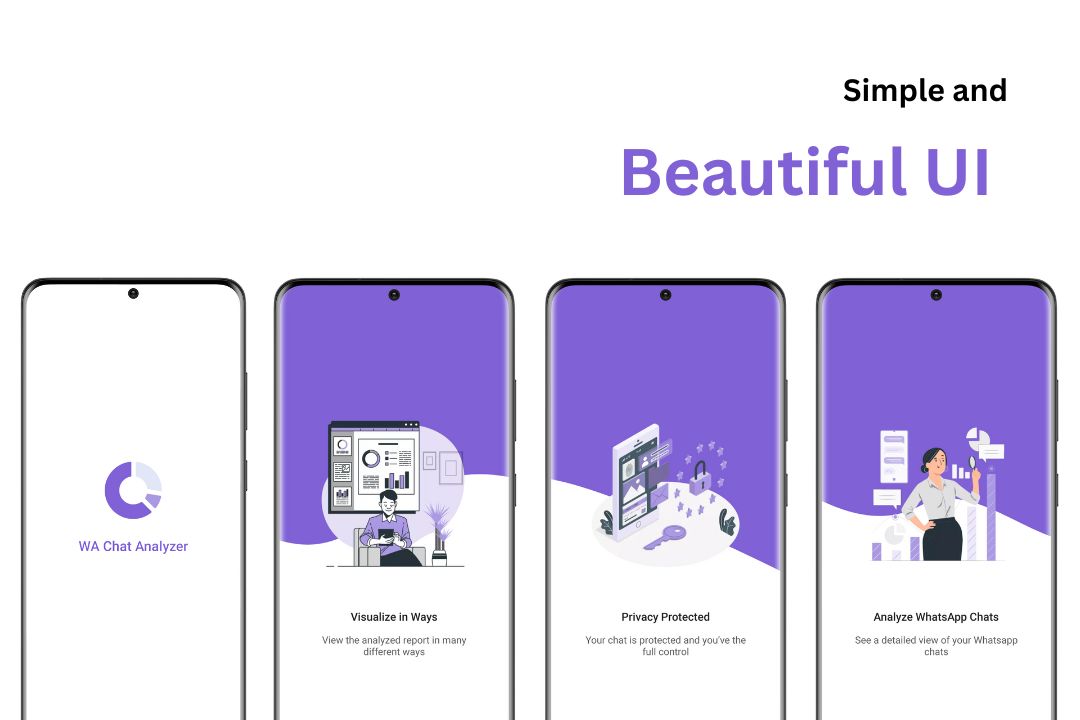 Simple and
Beautiful UI
WA Chat Analyzer
Visualize in Ways
View the analyzed report in many
different ways
Privacy Protected
Your chat is protected and you've the
full control
Analyze WhatsApp Chats
See a detailed view of your Whatsapp
chats